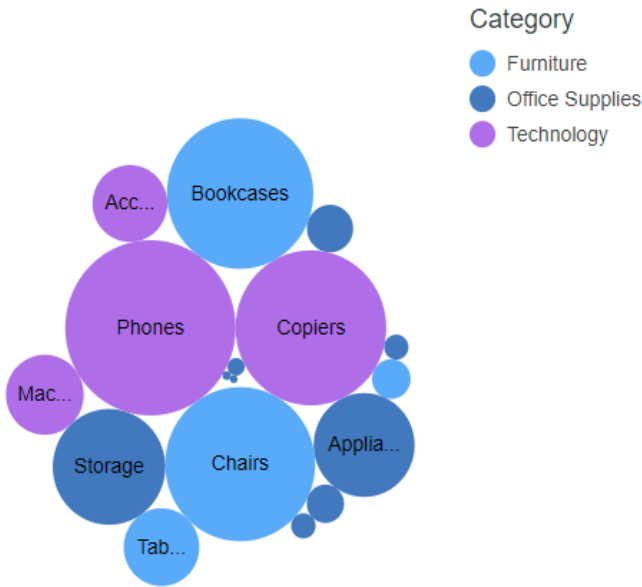 Category
Furniture
Office Supplies
Technology
Bookcases
Acc...
Phones
Copiers
Mac...
Applia...
Storage
Chairs
Tab...